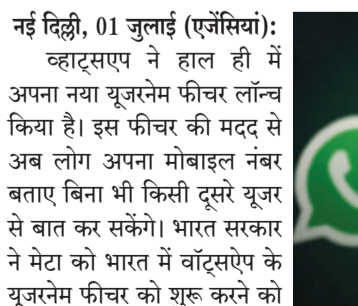 नई दिल्ली, 01 जुलाई (एजेंसियां):
व्हाट्सएप ने हाल ही में
अपना नया यूजरनेम फीचर लॉन्च
किया है। इस फीचर की मदद से
अब लोग अपना मोबाइल नंबर
बताए बिना भी किसी दूसरे यूजर
से बात कर सकेंगे। भारत सरकार
ने मेटा को भारत में वॉट्सऐप के
यूजरनेम फीचर को शुरू करने को